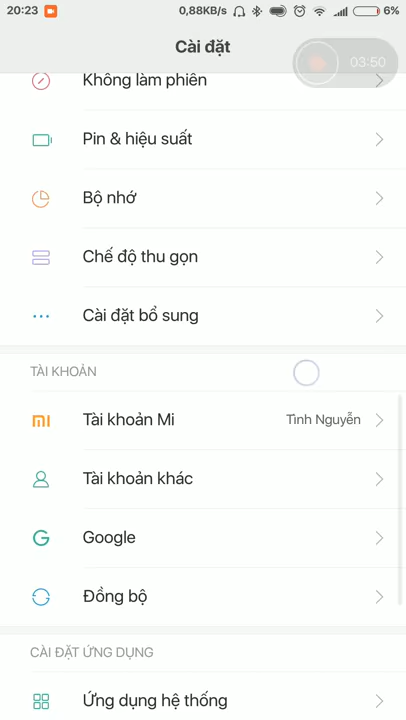 20:23 0,88KB/s 6%
Cài đặt
03:50
Không làm phiên
Pin & hiệu suất
Bộ nhớ
Chế độ thu gọn
Cài đặt bổ sung
TÀI KHOẢN
Tài khoản Mi Tình Nguyễn
Tài khoản khác
Google
Đồng bộ
CÀI ĐẶT ỨNG DỤNG
Ứng dụng hệ thống